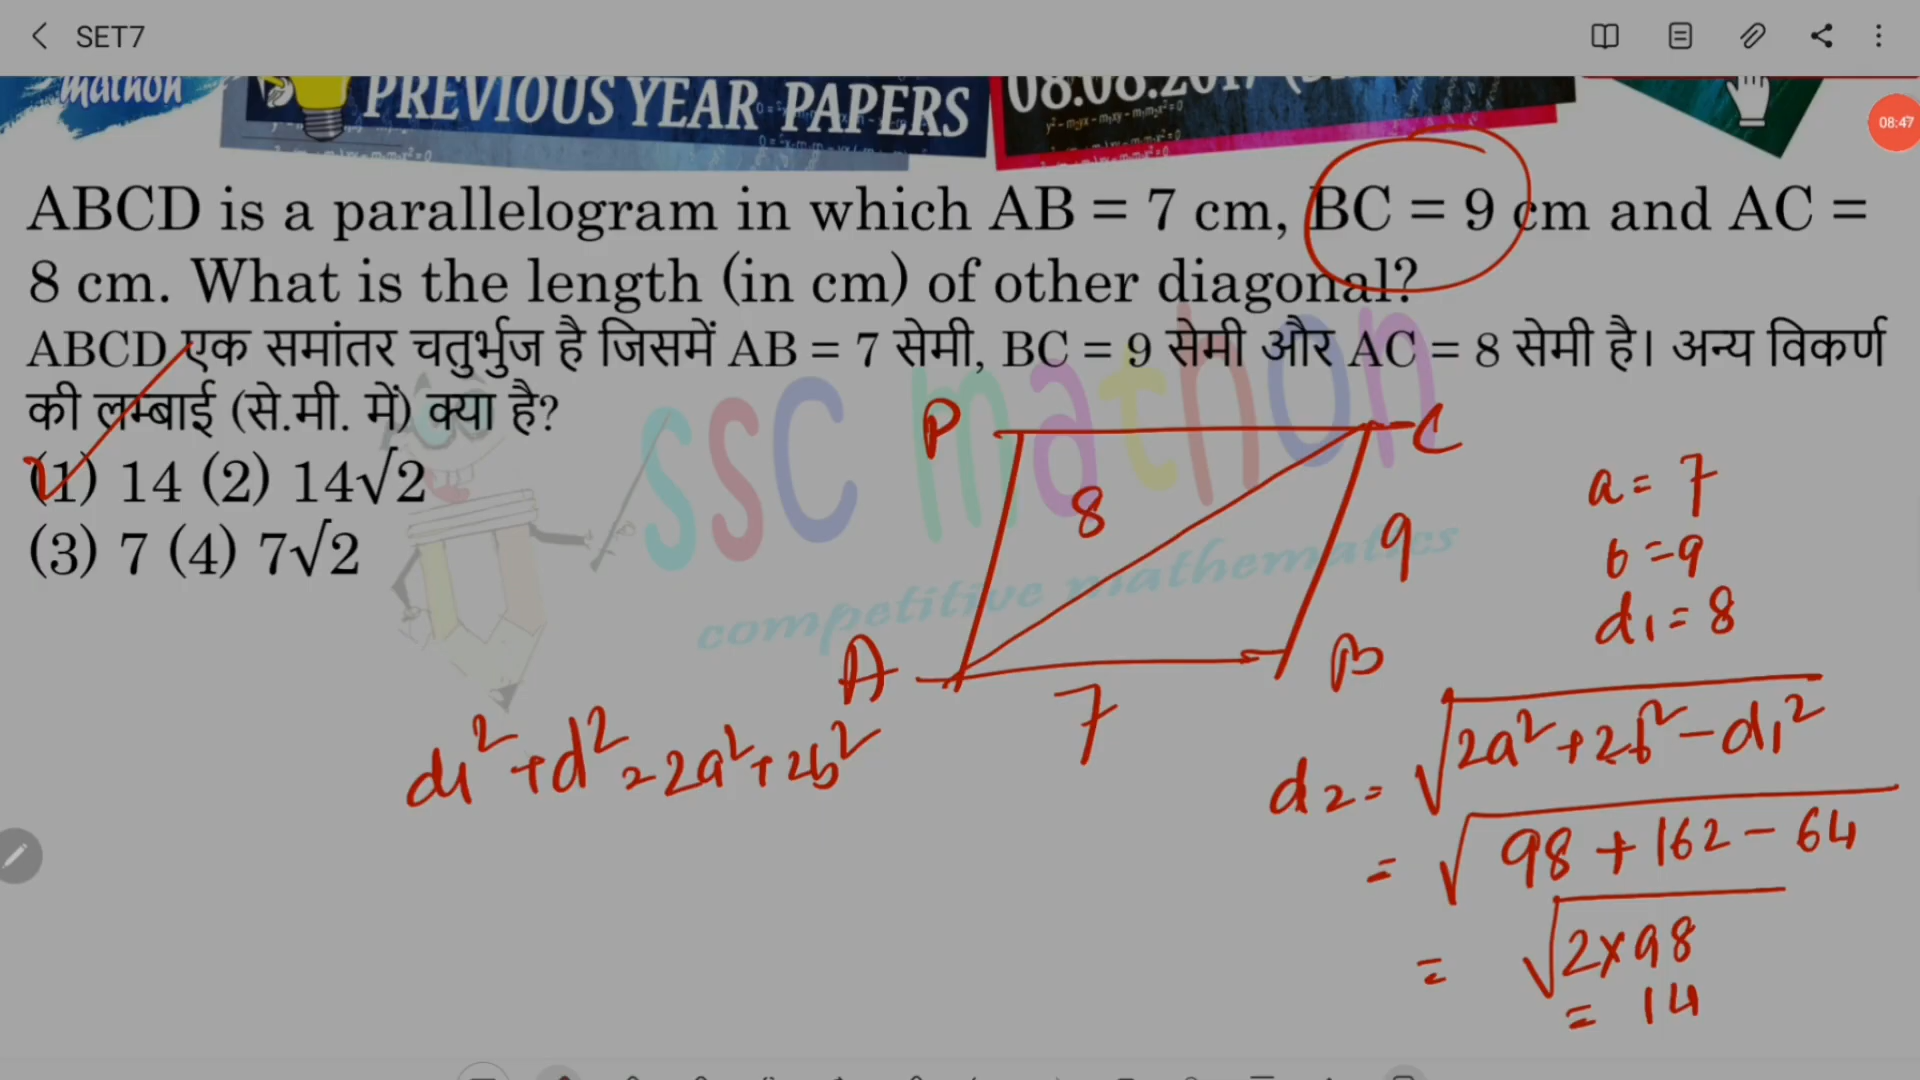 SET7
mathon
PREVIOUS YEAR PAPERS
08.08.2017
08:47
ABCD is a parallelogram in which AB = 7 cm, BC = 9 cm and AC =
8 cm. What is the length (in cm) of other diagonal?
ABCD एक समांतर चतुर्भुज है जिसमें AB = 7 सेमी, BC = 9 सेमी और AC = 8 सेमी है। अन्य विकर्ण
की लम्बाई (से.मी. में) क्या है?
(1) 14 (2) 14√2
(3) 7 (4) 7√2
ssc mathon
competitive mathematics
D
C
8
9
A
B
7
a = 7
b = 9
d1 = 8
d1² + d² = 2a² + 2b²
d2 = √2a² + 2b² - d1²
= √98 + 162 - 64
= √2×98
= 14